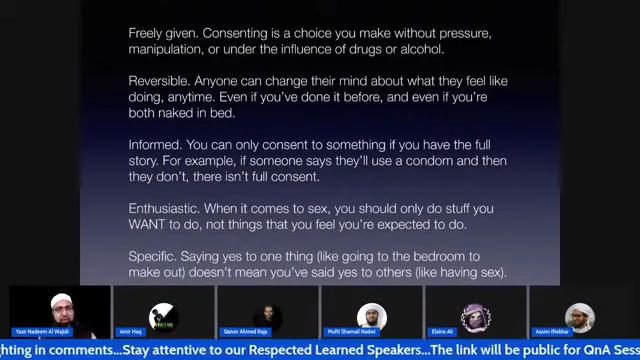 Freely given. Consenting is a choice you make without pressure,
manipulation, or under the influence of drugs or alcohol.
Reversible. Anyone can change their mind about what they feel like
doing, anytime. Even if you've done it before, and even if you're
both naked in bed.
Informed. You can only consent to something if you have the full
story. For example, if someone says they'll use a condom and then
they don't, there isn't full consent.
Enthusiastic. When it comes to sex, you should only do stuff you
WANT to do, not things that you feel you're expected to do.
Specific. Saying yes to one thing (like going to the bedroom to
make out) doesn't mean you've said yes to others (like having sex).
Yasir Nadeem Al Wajidi
Amir Haq
Qaiser Ahmed Raja
Mufti Shamail Nadwi
Elaina Ali
Aasim Iftekhar
ghting in comments...Stay attentive to our Respected Learned Speakers...The link will be public for QnA Ses